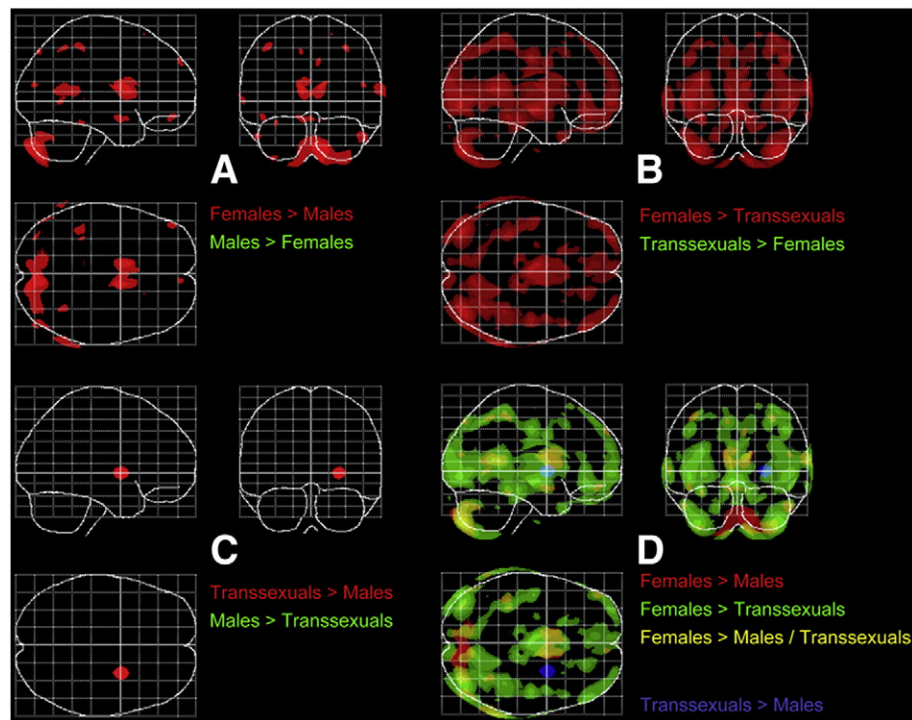 A
Females > Males
Males > Females
B
Females > Transsexuals
Transsexuals > Females
C
Transsexuals > Males
Males > Transsexuals
D
Females > Males
Females > Transsexuals
Females > Males / Transsexuals
Transsexuals > Males